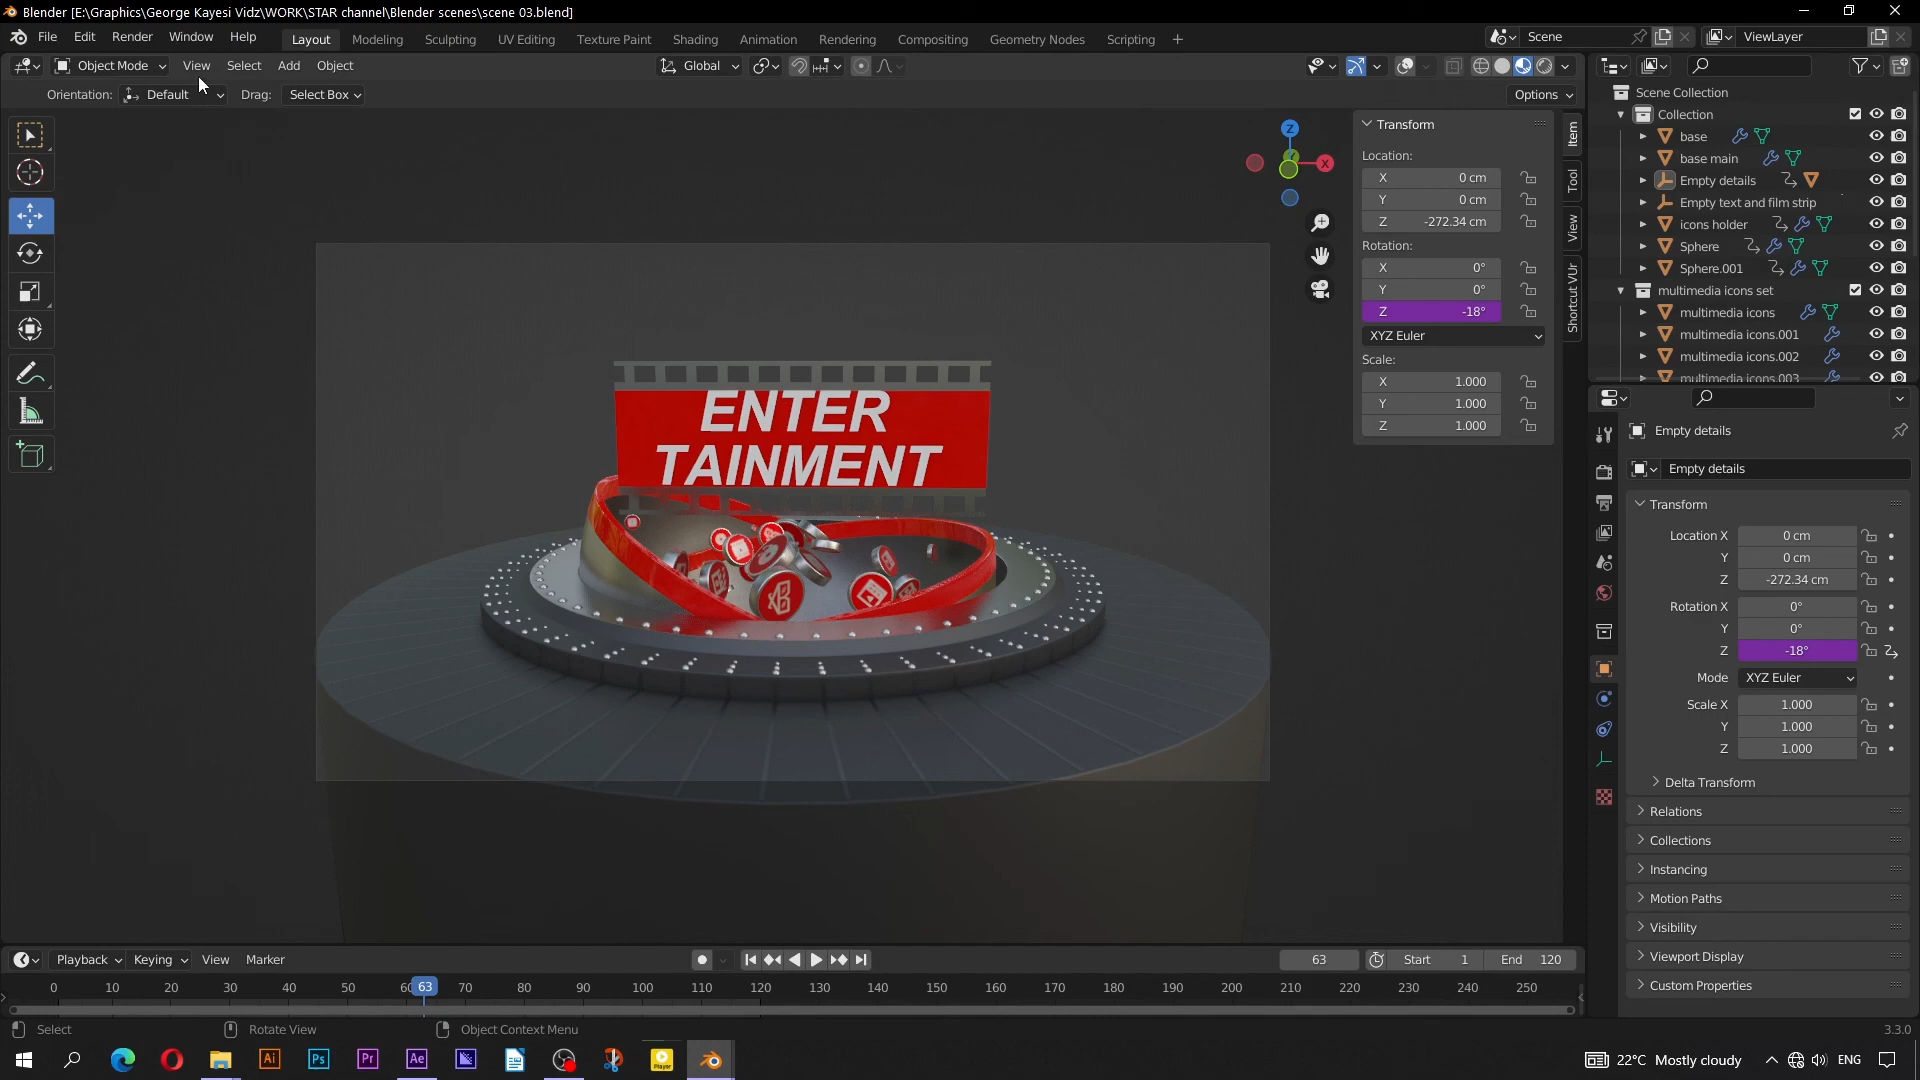 Blender [E:\Graphics\George Kayesi Vidz\WORK\STAR channel\Blender scenes\scene 03.blend]
File Edit Render Window Help Layout Modeling Sculpting UV Editing Texture Paint Shading Animation Rendering Compositing Geometry Nodes Scripting + Scene ViewLayer
Object Mode View Select Add Object Global
Orientation: Default Drag: Select Box Options
Z
X
Y
Transform
Location:
X 0 cm
Y 0 cm
Z -272.34 cm
Rotation:
X 0°
Y 0°
Z -18°
XYZ Euler
Scale:
X 1.000
Y 1.000
Z 1.000
Item
Tool
View
Shortcut VUr
Scene Collection
Collection
base
base main
Empty details
Empty text and film strip
icons holder
Sphere
Sphere.001
multimedia icons set
multimedia icons
multimedia icons.001
multimedia icons.002
multimedia icons.003
ENTER
TAINMENT
Empty details
Empty details
Transform
Location X 0 cm
Y 0 cm
Z -272.34 cm
Rotation X 0°
Y 0°
Z -18°
Mode XYZ Euler
Scale X 1.000
Y 1.000
Z 1.000
Delta Transform
Relations
Collections
Instancing
Motion Paths
Visibility
Viewport Display
Custom Properties
Playback Keying View Marker 63 Start 1 End 120
0 10 20 30 40 50 60 63 70 80 90 100 110 120 130 140 150 160 170 180 190 200 210 220 230 240 250
Select Rotate View Object Context Menu 3.3.0
Ai Ps Pr Ae Player 22°C Mostly cloudy ENG